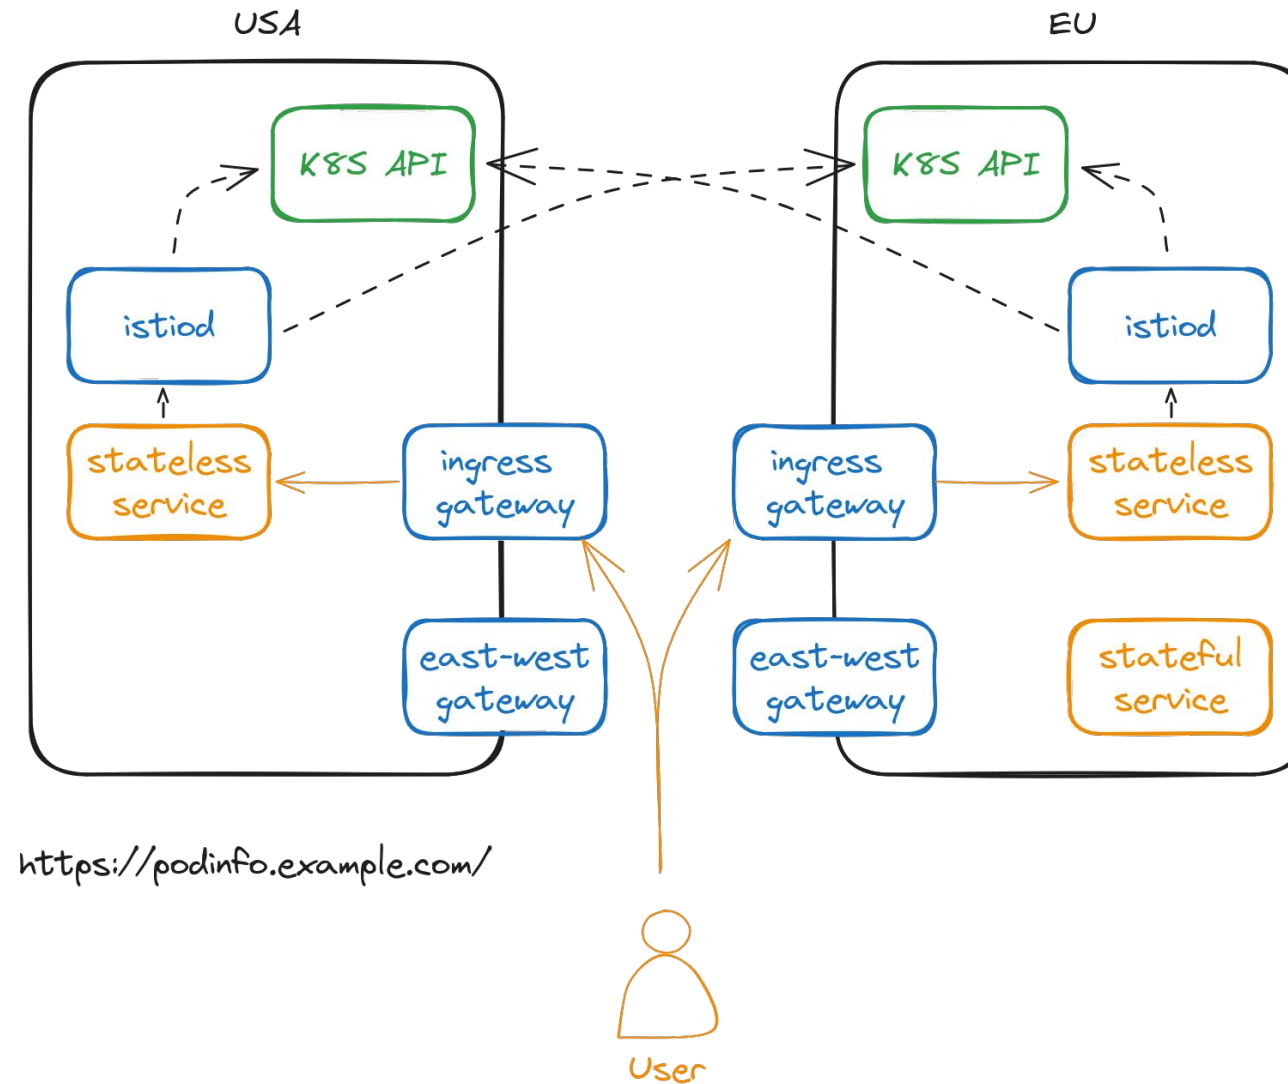 USA
EU
K8S API
K8S API
istiod
istiod
stateless
service
ingress
gateway
ingress
gateway
stateless
service
east-west
gateway
east-west
gateway
stateful
service
https://podinfo.example.com/
User